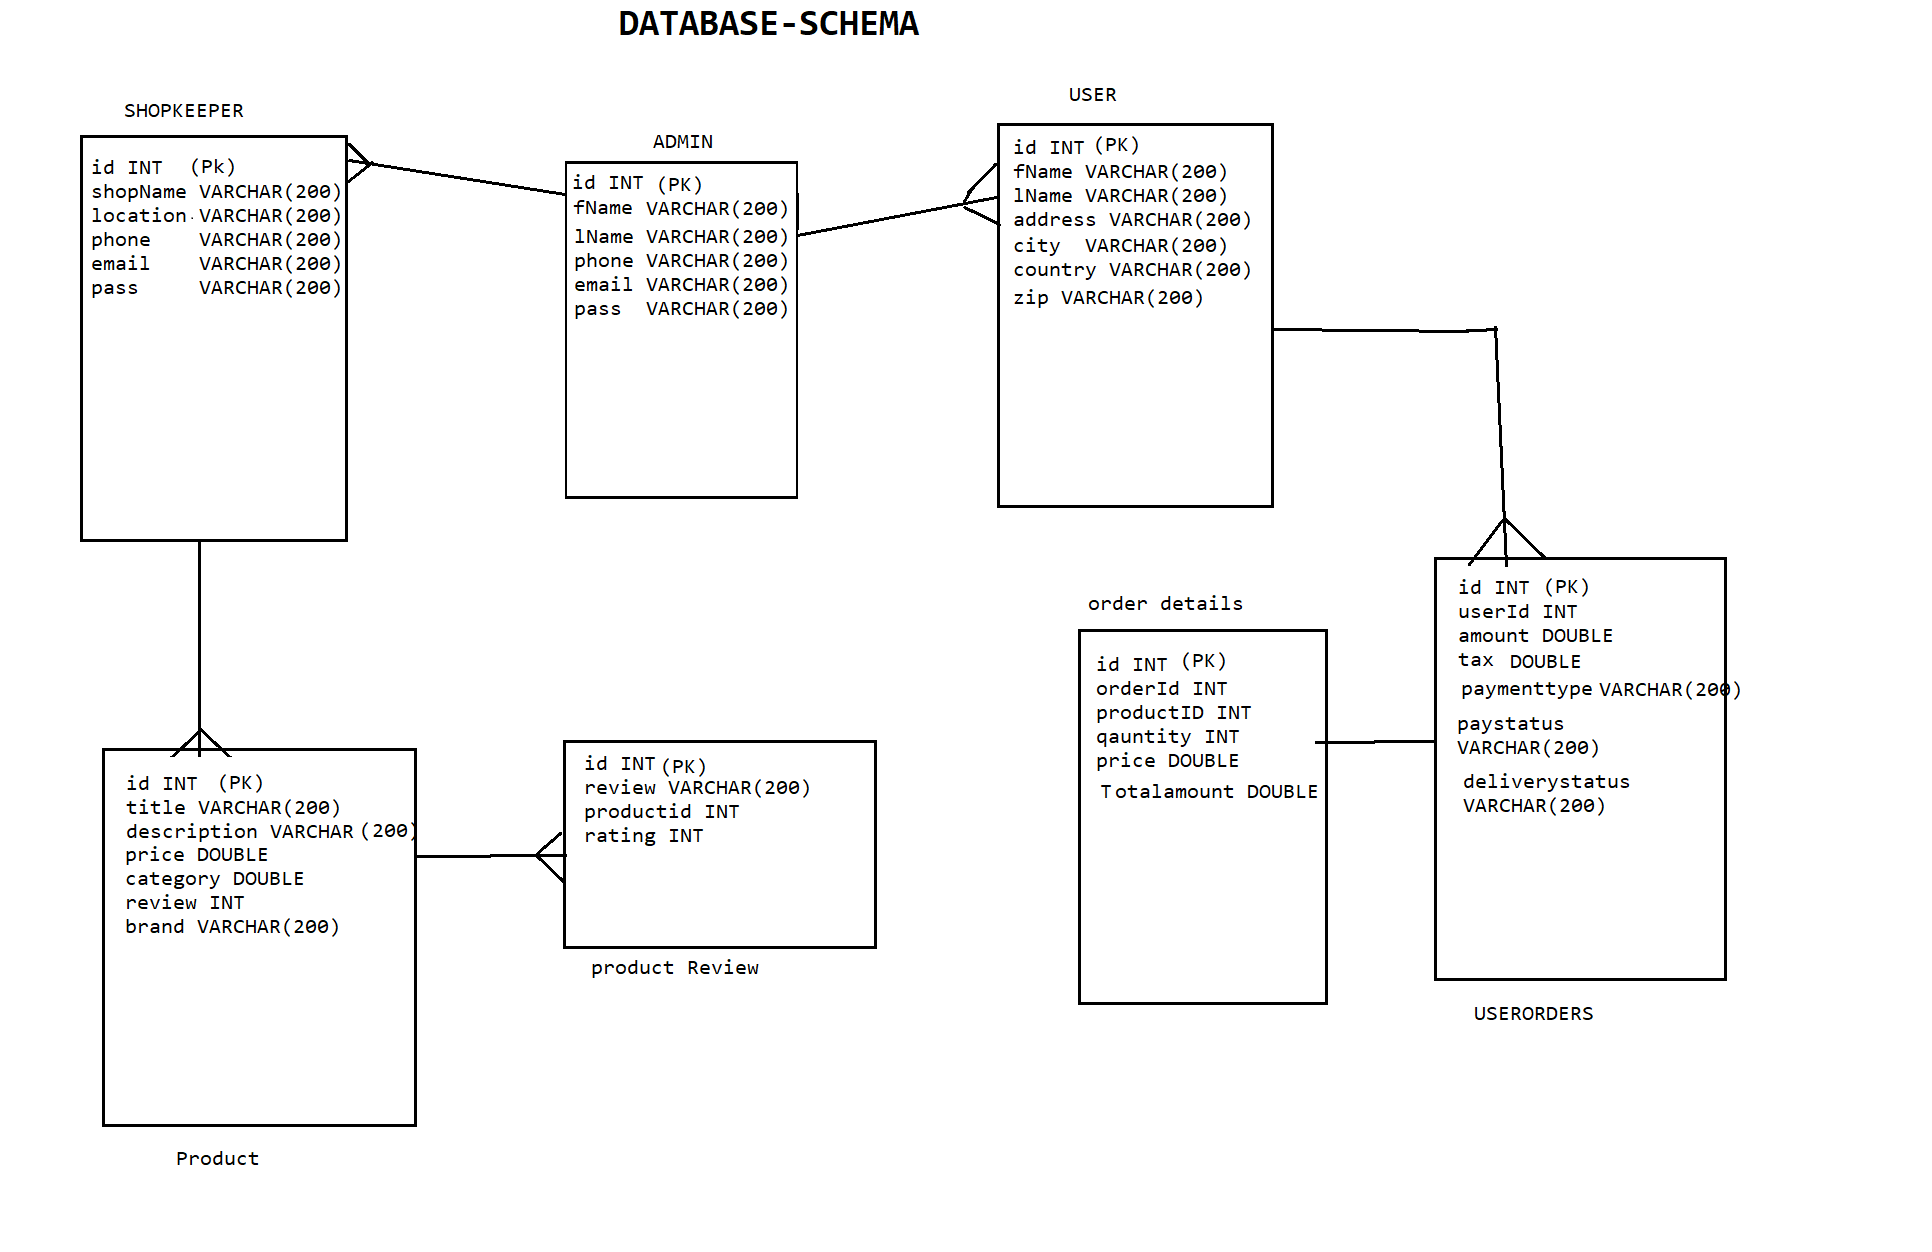 DATABASE-SCHEMA
SHOPKEEPER
id INT (Pk)
shopName VARCHAR(200)
location VARCHAR(200)
phone VARCHAR(200)
email VARCHAR(200)
pass VARCHAR(200)
ADMIN
id INT (PK)
fName VARCHAR(200)
lName VARCHAR(200)
phone VARCHAR(200)
email VARCHAR(200)
pass VARCHAR(200)
USER
id INT (PK)
fName VARCHAR(200)
lName VARCHAR(200)
address VARCHAR(200)
city VARCHAR(200)
country VARCHAR(200)
zip VARCHAR(200)
id INT (PK)
title VARCHAR(200)
description VARCHAR (200)
price DOUBLE
category DOUBLE
review INT
brand VARCHAR(200)
Product
id INT (PK)
review VARCHAR(200)
productid INT
rating INT
product Review
order details
id INT (PK)
orderId INT
productID INT
qauntity INT
price DOUBLE
Totalamount DOUBLE
id INT (PK)
userId INT
amount DOUBLE
tax DOUBLE
paymenttype VARCHAR(200)
paystatus
VARCHAR(200)
deliverystatus
VARCHAR(200)
USERORDERS